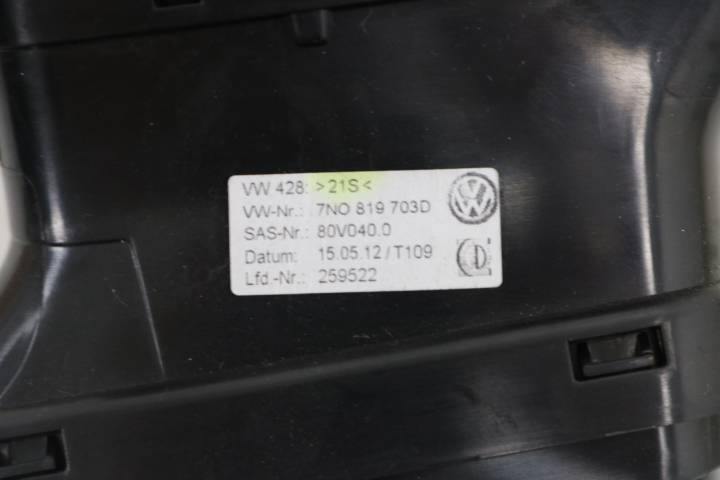 VW 428: >21S<
VW-Nr.: 7N0 819 703D
SAS-Nr.: 80V040.0
Datum: 15.05.12/T109
Lfd.-Nr.: 259522